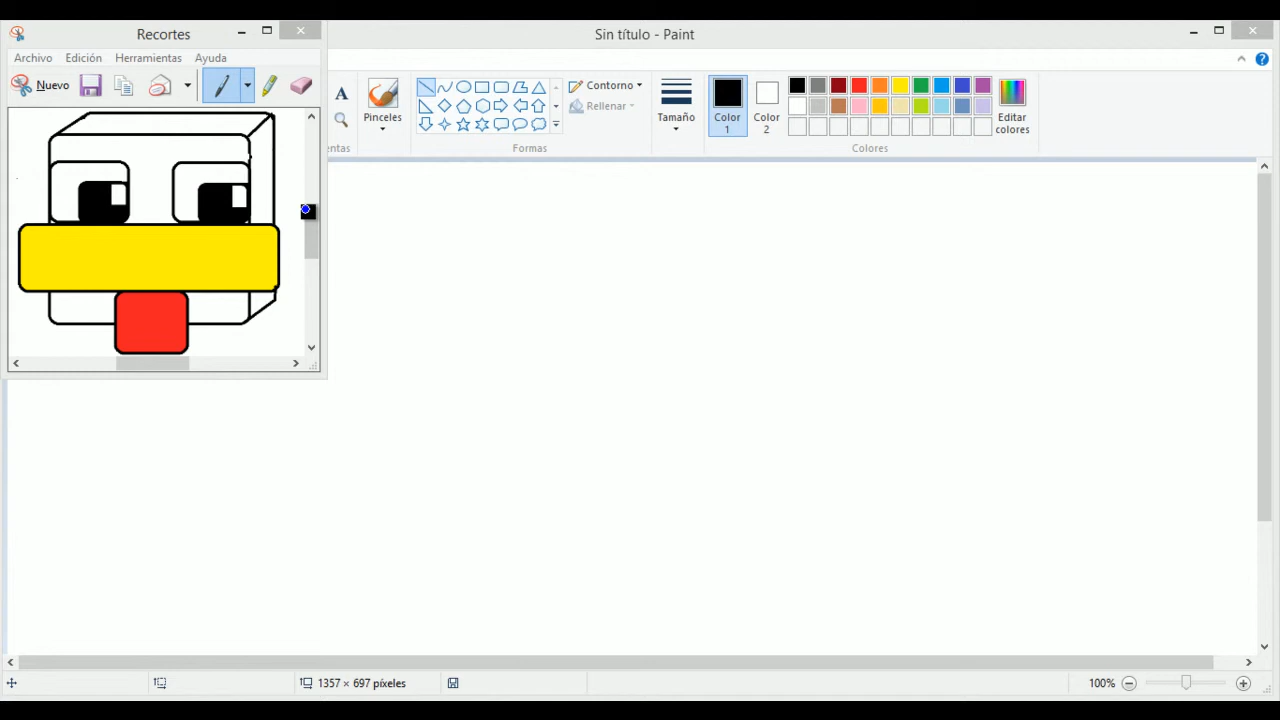 Recortes
Archivo Edición Herramientas Ayuda
Nuevo
Sin título - Paint
A
Pinceles
Contorno
Rellenar
Tamaño
Color 1
Color 2
Editar colores
entas
Formas
Colores
1357 × 697 píxeles
100%